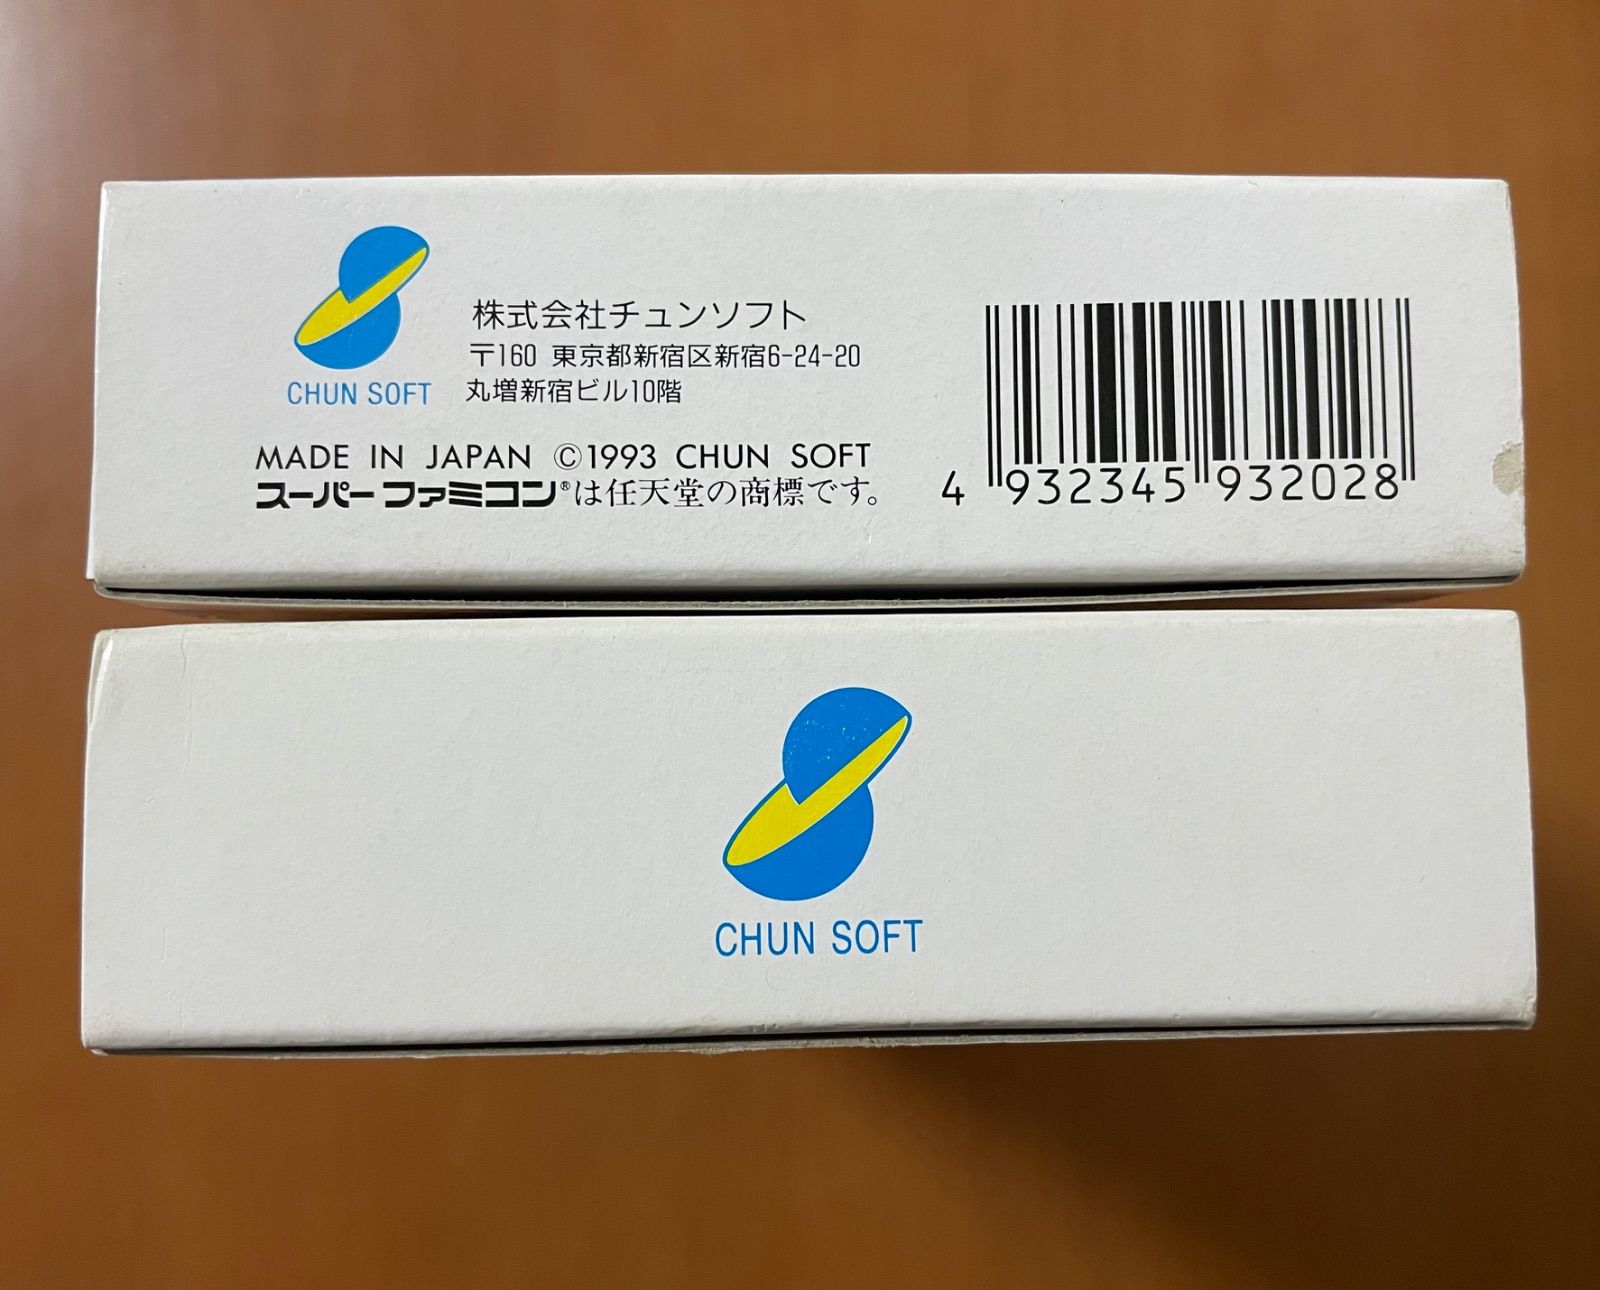 CHUN SOFT
株式会社チュンソフト
〒160 東京都新宿区新宿6-24-20
丸増新宿ビル10階
MADE IN JAPAN ©1993 CHUN SOFT
スーパーファミコン®は任天堂の商標です。
4 932345 932028
CHUN SOFT